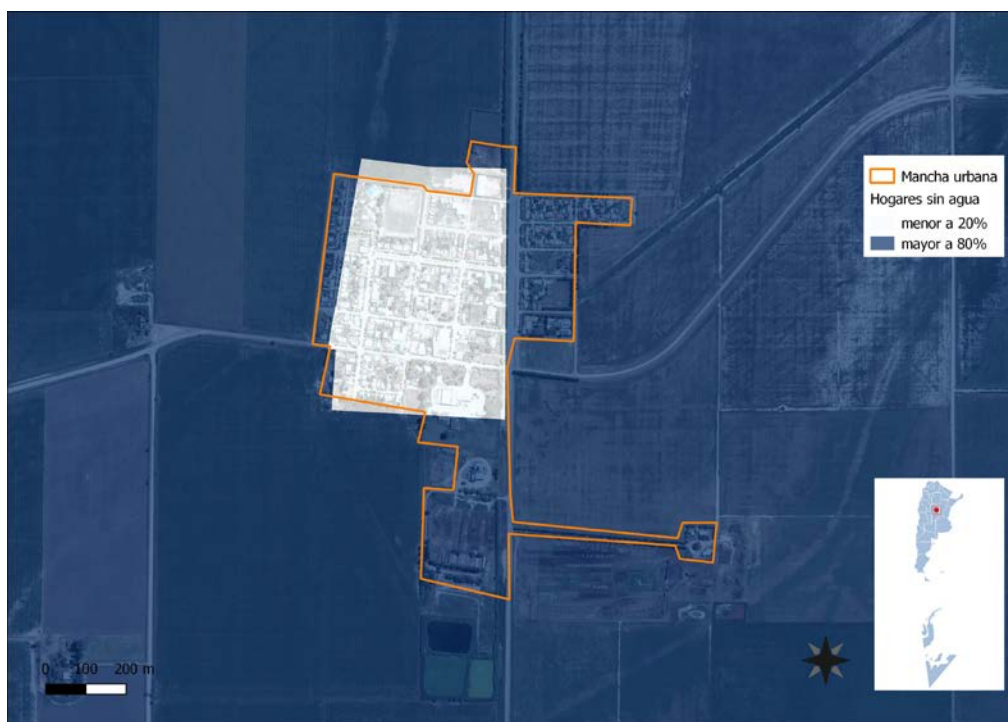 Mancha urbana
Hogares sin agua
menor a 20%
mayor a 80%
0 100 200 m